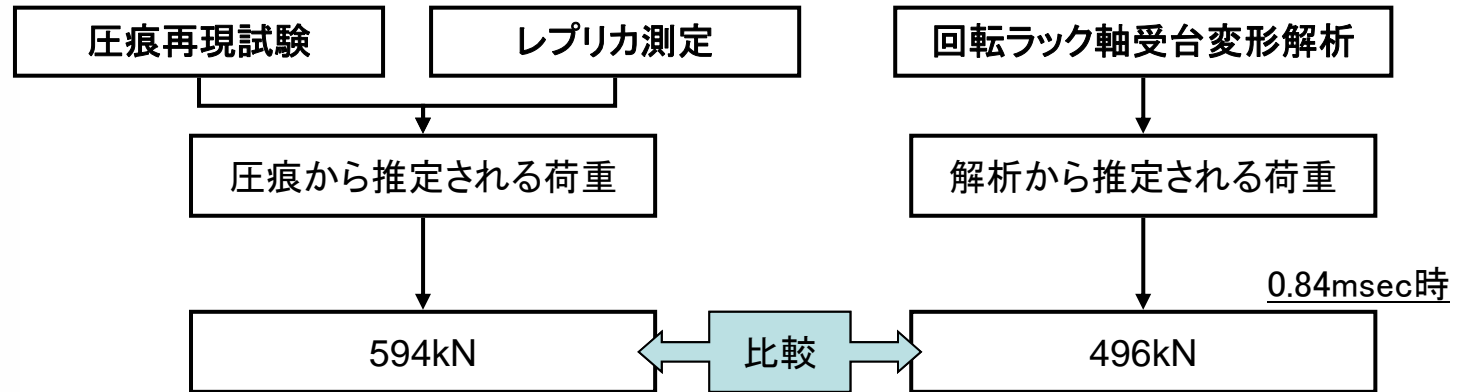 圧痕再現試験
レプリカ測定
回転ラック軸受台変形解析
圧痕から推定される荷重
解析から推定される荷重
0.84msec時
594kN
比較
496kN